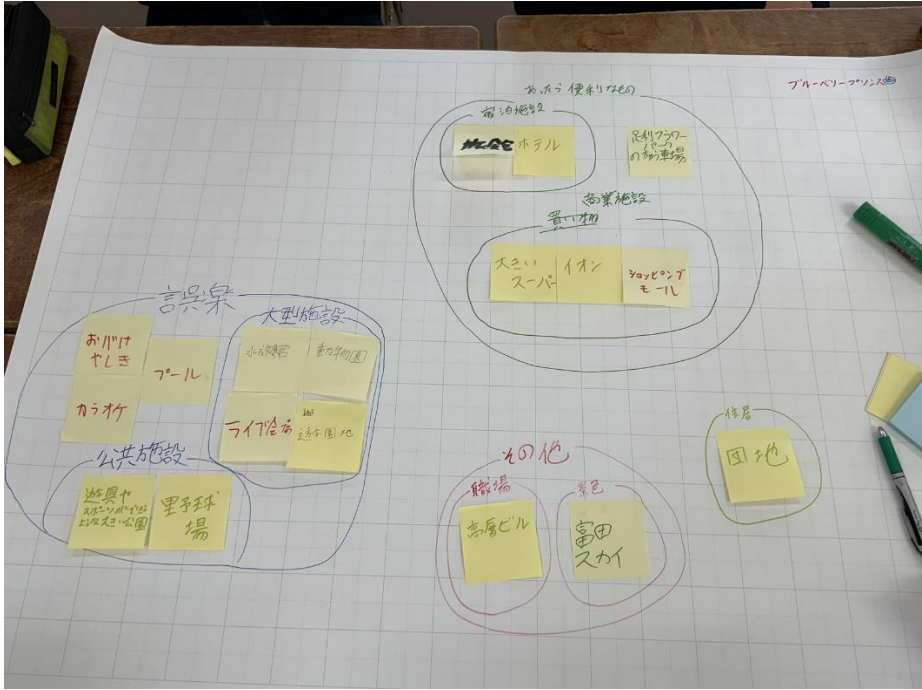 ブルーベリープリンス
あったら便利なもの
宿泊施設
ホテル
足利フラワー
パーク
の駐車場
商業施設
買い物
大きい
スーパー
イオン
ショッピング
モール
誤楽
おばけ
やしき
プール
カラオケ
大型施設
水族館
動物園
ライブ会場
遊園地
公共施設
遊具や
スポーツができる
大きい公園
野球
場
その他
職場
高層ビル
景色
富田
スカイ
住居
団地